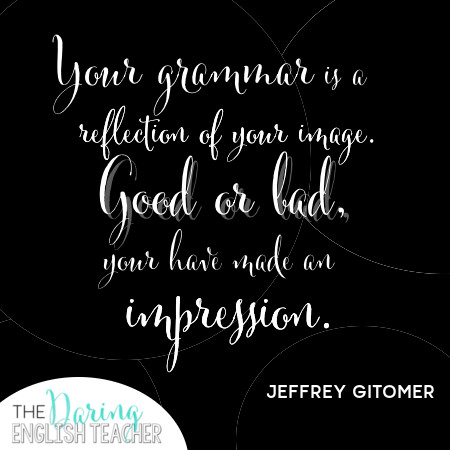 Your grammar is a
reflection of your image.
Good or bad,
your have made an
impression.
JEFFREY GITOMER
THE Daring
ENGLISH TEACHER